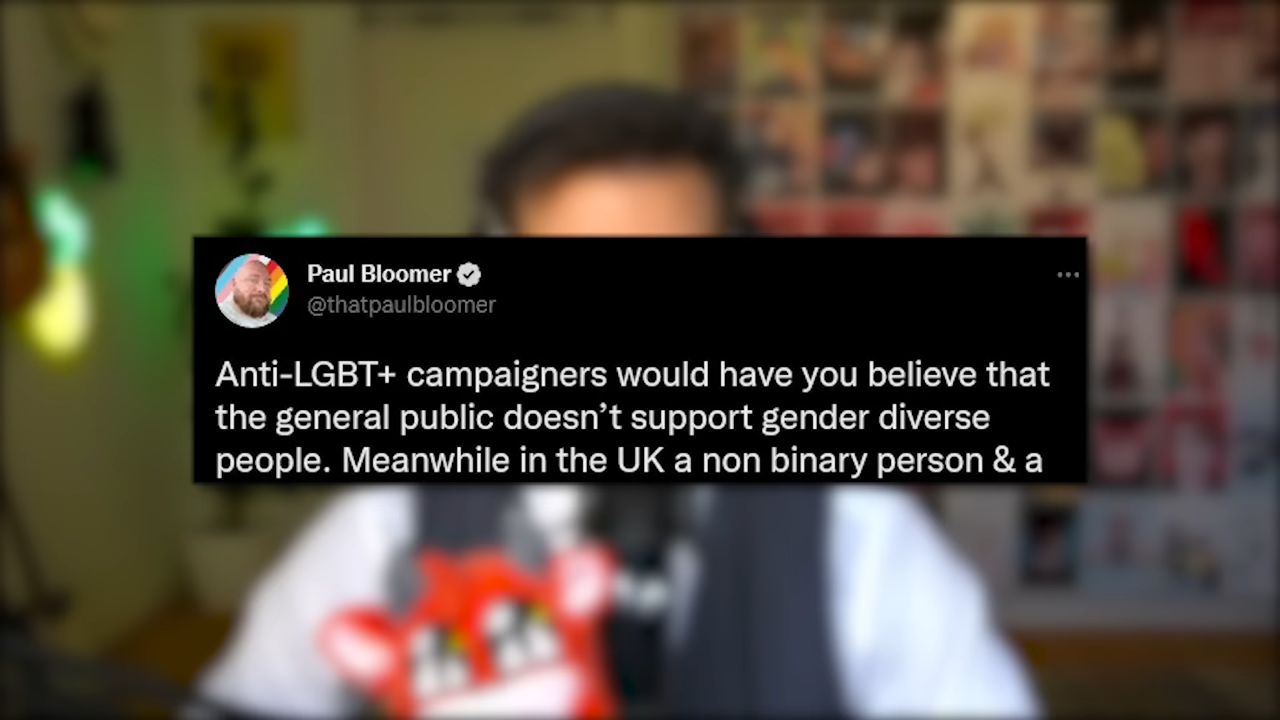 Paul Bloomer
@thatpaulbloomer
Anti-LGBT+ campaigners would have you believe that
the general public doesn’t support gender diverse
people. Meanwhile in the UK a non binary person & a